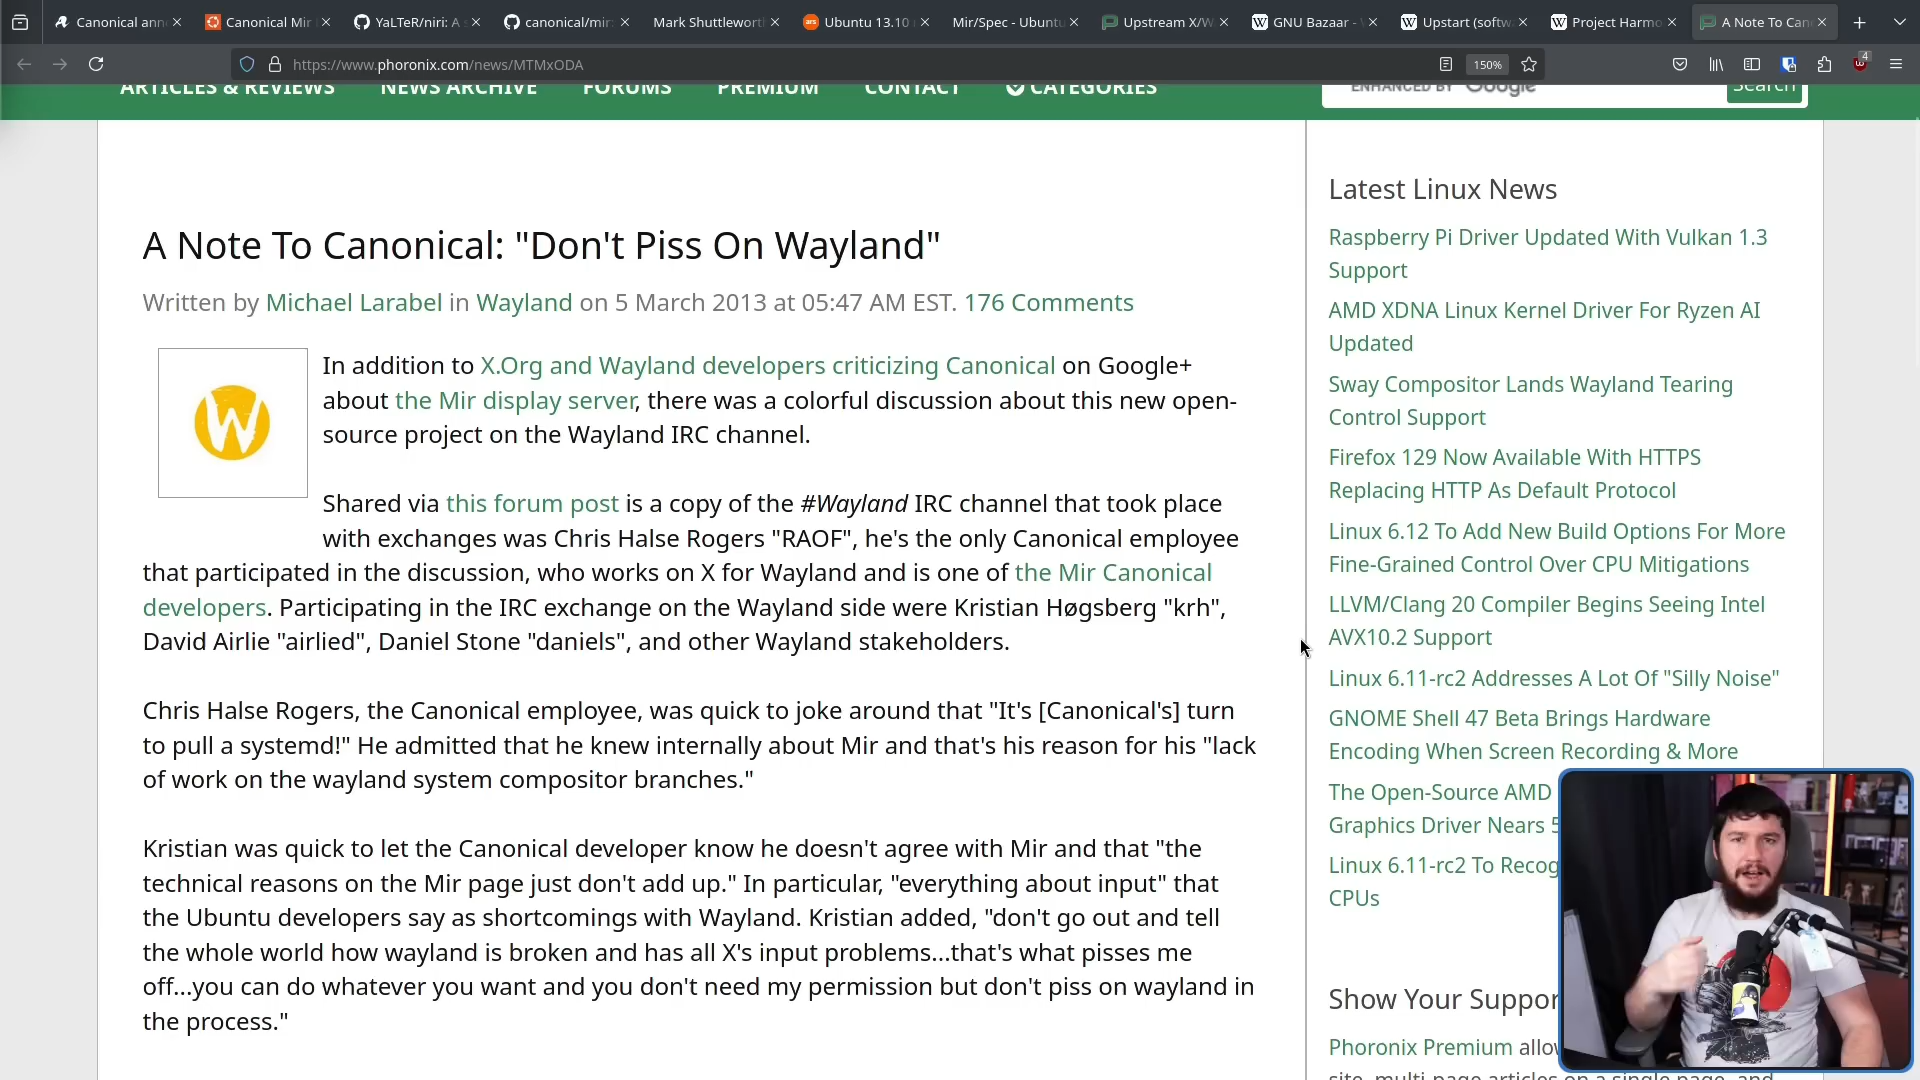 Canonical ann
Canonical Mir
YaLTeR/niri: A s
canonical/mir:
Mark Shuttlewort
Ubuntu 13.10
Mir/Spec - Ubuntu
Upstream X/W
GNU Bazaar -
Upstart (softw
Project Harmo
A Note To Can
https://www.phoronix.com/news/MTMxODA
150%
4
ARTICLES & REVIEWS
NEWS ARCHIVE
FORUMS
PREMIUM
CONTACT
CATEGORIES
ENHANCED BY Google
Search
A Note To Canonical: "Don't Piss On Wayland"
Written by Michael Larabel in Wayland on 5 March 2013 at 05:47 AM EST. 176 Comments
W
In addition to X.Org and Wayland developers criticizing Canonical on Google+
about the Mir display server, there was a colorful discussion about this new open-
source project on the Wayland IRC channel.
Shared via this forum post is a copy of the #Wayland IRC channel that took place
with exchanges was Chris Halse Rogers "RAOF", he's the only Canonical employee
that participated in the discussion, who works on X for Wayland and is one of the Mir Canonical
developers. Participating in the IRC exchange on the Wayland side were Kristian Høgsberg "krh",
David Airlie "airlied", Daniel Stone "daniels", and other Wayland stakeholders.
Chris Halse Rogers, the Canonical employee, was quick to joke around that "It's [Canonical's] turn
to pull a systemd!" He admitted that he knew internally about Mir and that's his reason for his "lack
of work on the wayland system compositor branches."
Kristian was quick to let the Canonical developer know he doesn't agree with Mir and that "the
technical reasons on the Mir page just don't add up." In particular, "everything about input" that
the Ubuntu developers say as shortcomings with Wayland. Kristian added, "don't go out and tell
the whole world how wayland is broken and has all X's input problems...that's what pisses me
off...you can do whatever you want and you don't need my permission but don't piss on wayland in
the process."
Latest Linux News
Raspberry Pi Driver Updated With Vulkan 1.3
Support
AMD XDNA Linux Kernel Driver For Ryzen AI
Updated
Sway Compositor Lands Wayland Tearing
Control Support
Firefox 129 Now Available With HTTPS
Replacing HTTP As Default Protocol
Linux 6.12 To Add New Build Options For More
Fine-Grained Control Over CPU Mitigations
LLVM/Clang 20 Compiler Begins Seeing Intel
AVX10.2 Support
Linux 6.11-rc2 Addresses A Lot Of "Silly Noise"
GNOME Shell 47 Beta Brings Hardware
Encoding When Screen Recording & More
The Open-Source AMD
Graphics Driver Nears 5
Linux 6.11-rc2 To Recog
CPUs
Show Your Suppor
Phoronix Premium allow
site, multi-page articles on a single page, and